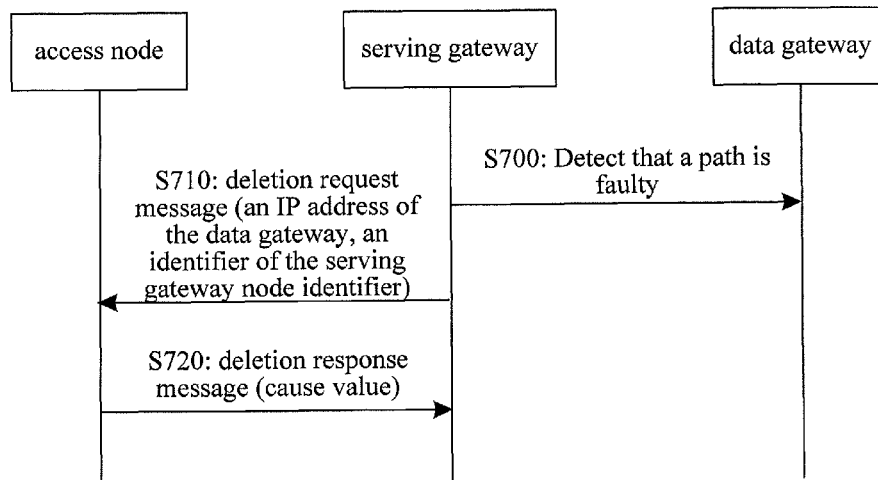 access node
serving gateway
data gateway
S700: Detect that a path is
faulty
S710: deletion request
message (an IP address of
the data gateway, an
identifier of the serving
gateway node identifier)
S720: deletion response
message (cause value)